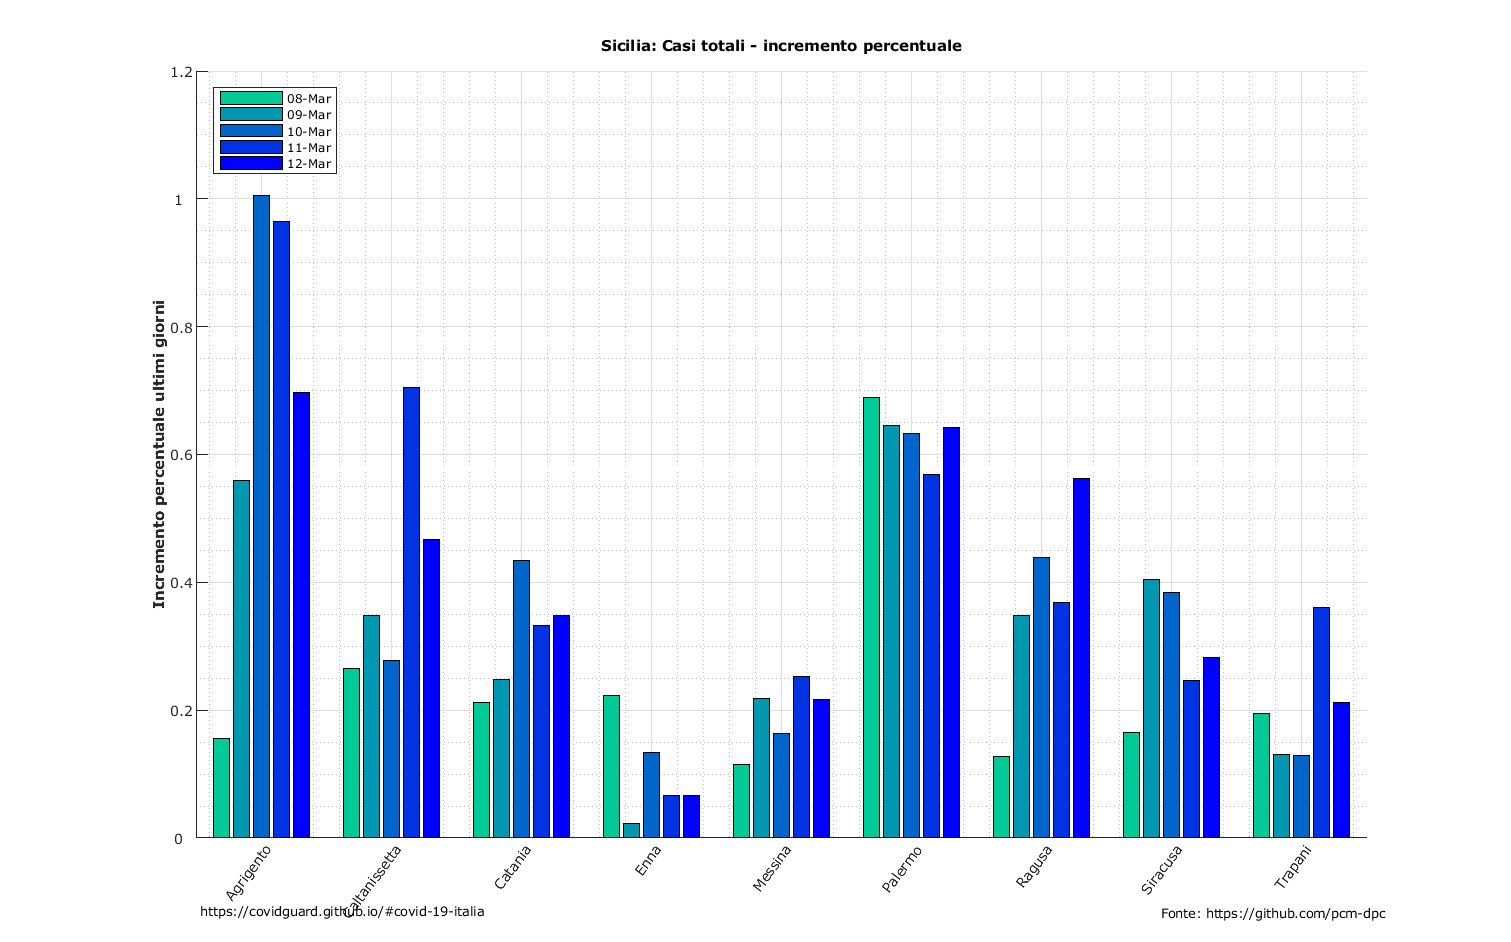 Sicilia: Casi totali - incremento percentuale
Incremento percentuale ultimi giorni
1.2
1
0.8
0.6
0.4
0.2
0
08-Mar
09-Mar
10-Mar
11-Mar
12-Mar
Agrigento
Caltanissetta
Catania
Enna
Messina
Palermo
Ragusa
Siracusa
Trapani
https://covidguard.github.io/#covid-19-italia
Fonte: https://github.com/pcm-dpc